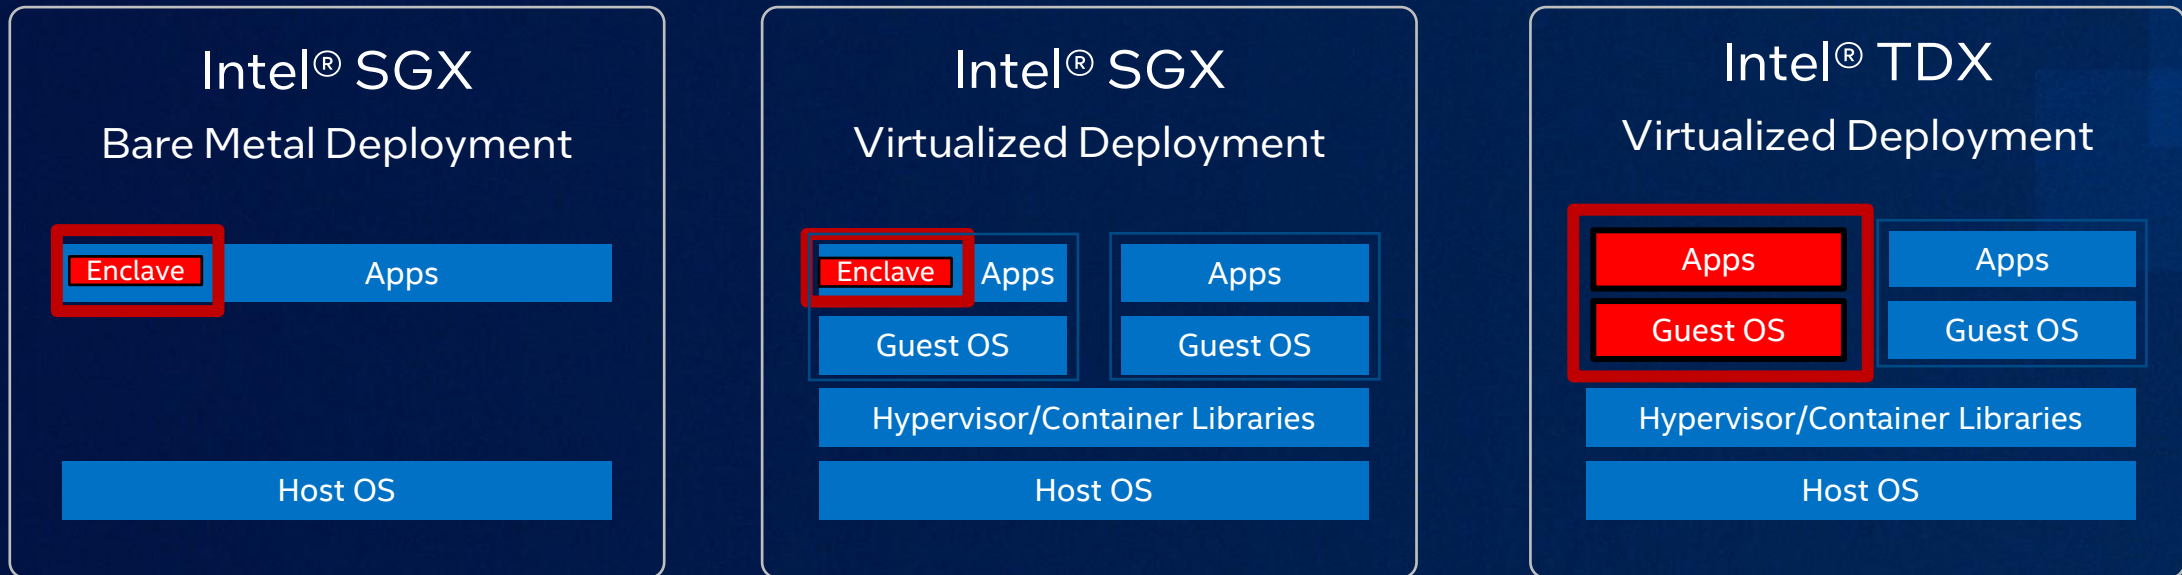 Intel® SGX
Bare Metal Deployment
Enclave
Apps
Host OS
Intel® SGX
Virtualized Deployment
Enclave
Apps
Apps
Guest OS
Guest OS
Hypervisor/Container Libraries
Host OS
Intel® TDX
Virtualized Deployment
Apps
Apps
Guest OS
Guest OS
Hypervisor/Container Libraries
Host OS